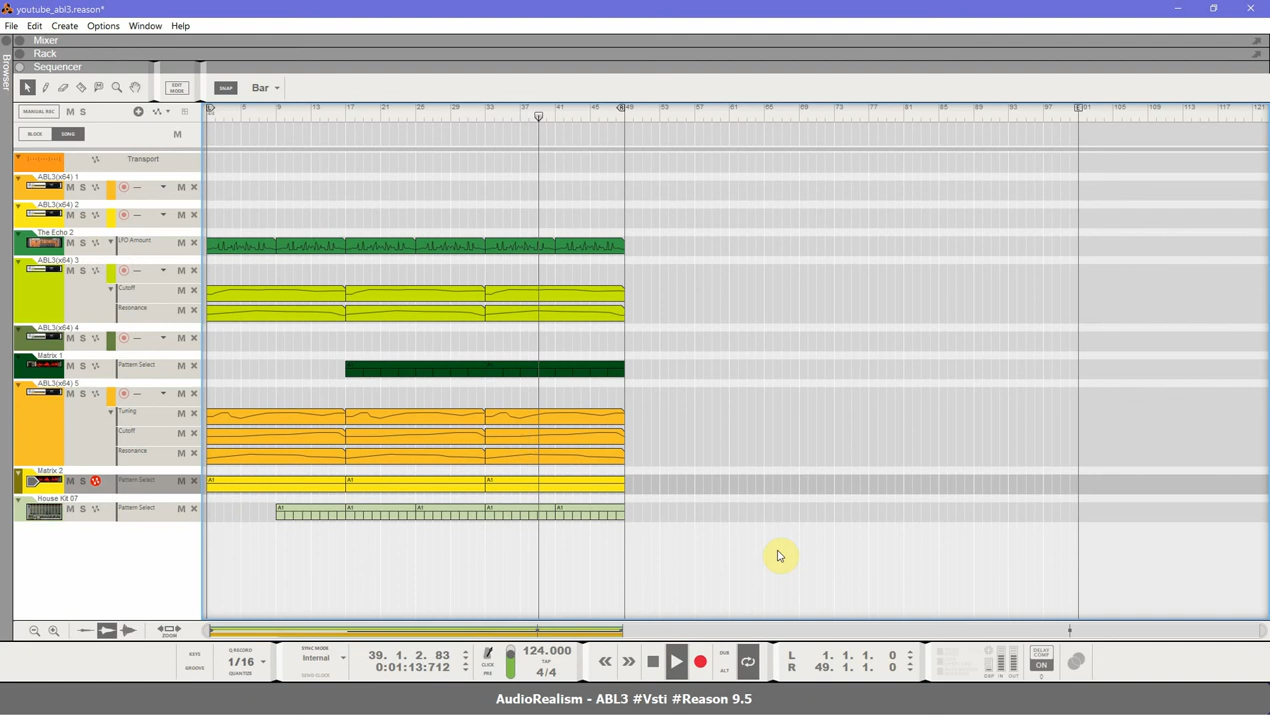 youtube_abl3.reason*
File Edit Create Options Window Help
Browser
Mixer
Rack
Sequencer
EDIT MODE SNAP Bar
MANUAL REC M S
5 9 13 17 21 25 29 33 37 41 45 49 53 57 61 65 69 73 77 81 85 89 93 97 101 105 109 113 117 121
L R E
BLOCK SONG M
Transport
ABL3(x64) 1
M S M
ABL3(x64) 2
M S M
The Echo 2
M S LFO Amount M
ABL3(x64) 3
M S M
Cutoff M
Resonance M
ABL3(x64) 4
M S M
Matrix 1
M S Pattern Select M
ABL3(x64) 5
M S M
Tuning M
Cutoff M
Resonance M
Matrix 2
M S Pattern Select M A1 A1 A1
House Kit 07
M S Pattern Select M A1 A1 A1 A1 A1
ZOOM
KEYS
GROOVE
Q RECORD
1/16
QUANTIZE
SYNC MODE
Internal
SEND CLOCK
39. 1. 2. 83
0:01:13:712
CLICK
PRE
124.000
TAP
4/4
DUB
ALT
L 1. 1. 1. 0
R 49. 1. 1. 0
DSP IN OUT
DELAY COMP
ON
AudioRealism - ABL3 #Vsti #Reason 9.5